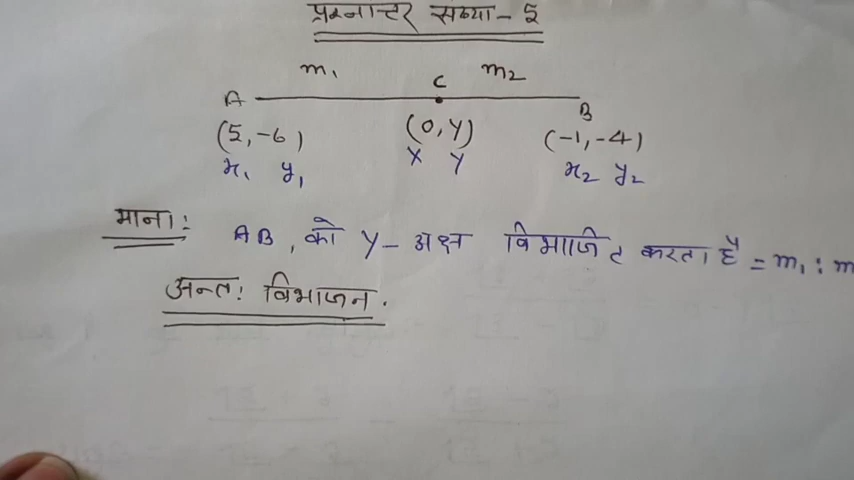 प्रश्नोत्तर संख्या - 5
m₁ m₂
A C B
(5, -6) (0, y) (-1, -4)
x₁ y₁ x y x₂ y₂
माना: AB, को y - अक्ष विभाजित करता है = m₁ : m
अन्त: विभाजन.